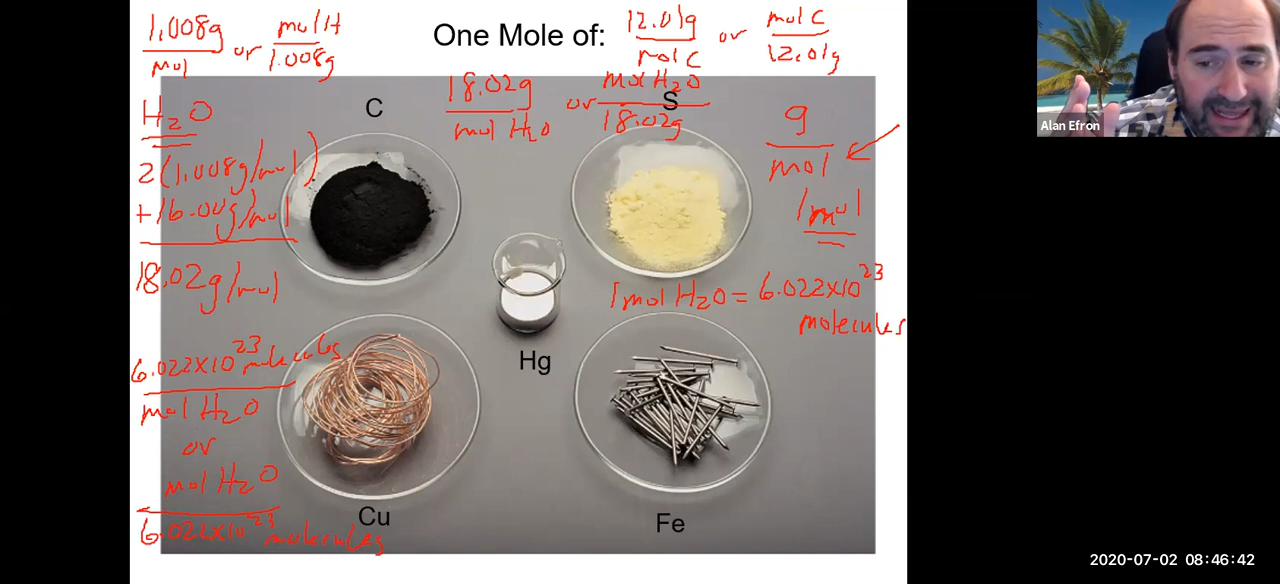 One Mole of:
1.008g
mol
or
mol H
1.008g
12.01g
mol C
or
mol C
12.01g
Alan Efron
C
18.02g
mol H2O
or
mol H2O
18.02g
S
g
mol
1mol
H2O
2(1.008g/mol)
+16.00g/mol
18.02g/mol
1 mol H2O = 6.022x10^23
molecules
Hg
6.022x10^23 molecules
mol H2O
or
mol H2O
6.022x10^23 molecules
Cu
Fe
2020-07-02 08:46:42